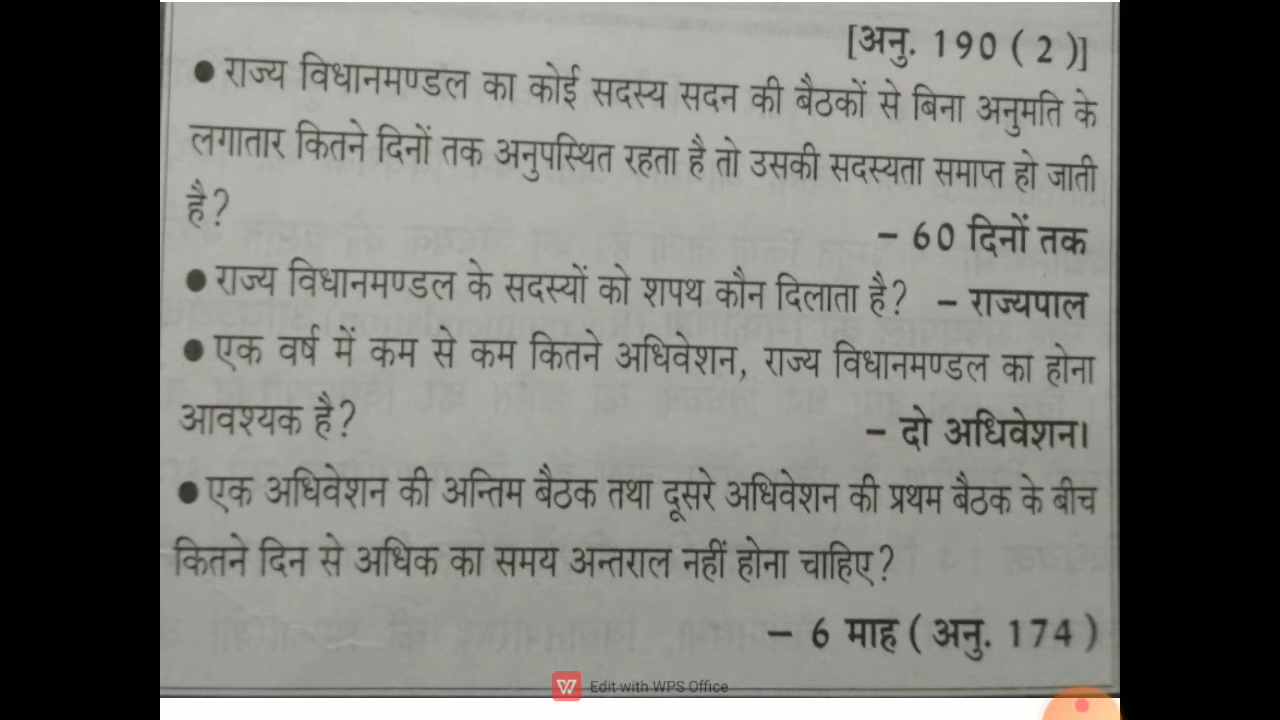 [अनु. 190 ( 2 )]
● राज्य विधानमण्डल का कोई सदस्य सदन की बैठकों से बिना अनुमति के
लगातार कितने दिनों तक अनुपस्थित रहता है तो उसकी सदस्यता समाप्त हो जाती
है?
– 60 दिनों तक
● राज्य विधानमण्डल के सदस्यों को शपथ कौन दिलाता है? – राज्यपाल
● एक वर्ष में कम से कम कितने अधिवेशन, राज्य विधानमण्डल का होना
आवश्यक है?
– दो अधिवेशन।
● एक अधिवेशन की अन्तिम बैठक तथा दूसरे अधिवेशन की प्रथम बैठक के बीच
कितने दिन से अधिक का समय अन्तराल नहीं होना चाहिए?
– 6 माह ( अनु. 174 )
W Edit with WPS Office